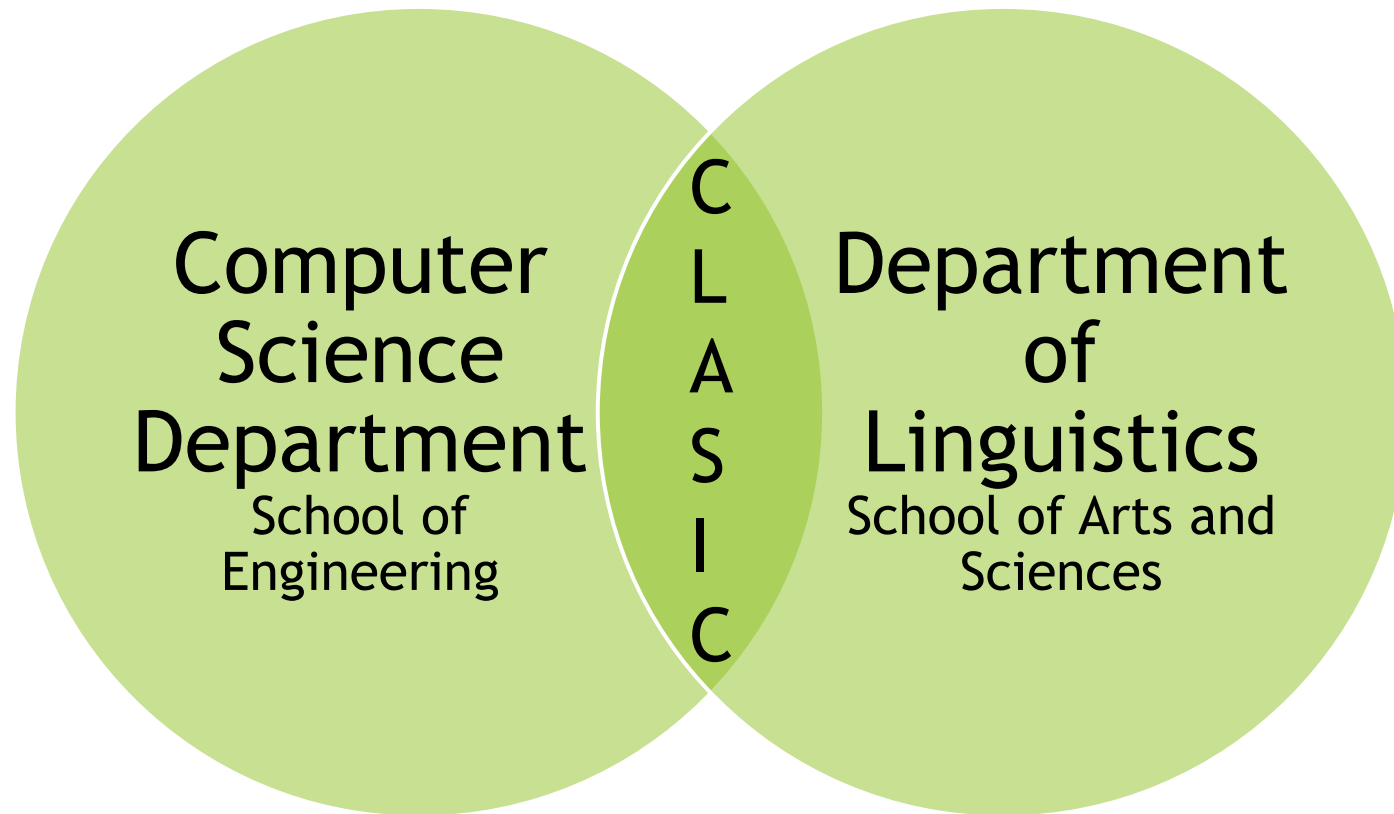 Computer
Science
Department
School of
Engineering
C
L
A
S
I
C
Department
of
Linguistics
School of Arts and
Sciences